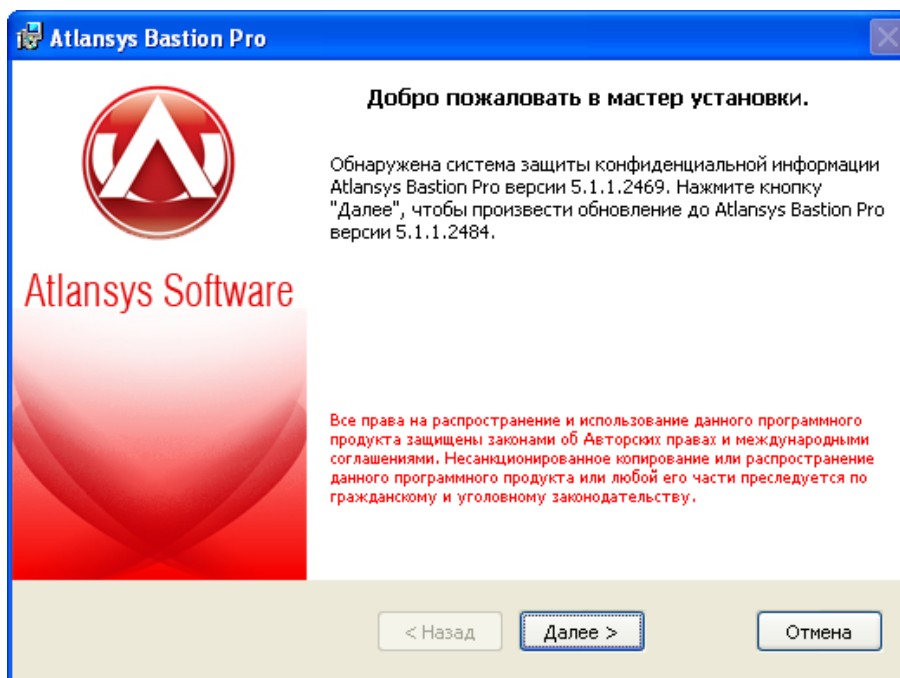 Atlansys Bastion Pro
Добро пожаловать в мастер установки.
Обнаружена система защиты конфиденциальной информации
Atlansys Bastion Pro версии 5.1.1.2469. Нажмите кнопку
"Далее", чтобы произвести обновление до Atlansys Bastion Pro
версии 5.1.1.2484.
Atlansys Software
Все права на распространение и использование данного программного
продукта защищены законами об Авторских правах и международными
соглашениями. Несанкционированное копирование или распространение
данного программного продукта или любой его части преследуется по
гражданскому и уголовному законодательству.
< Назад
Далее >
Отмена